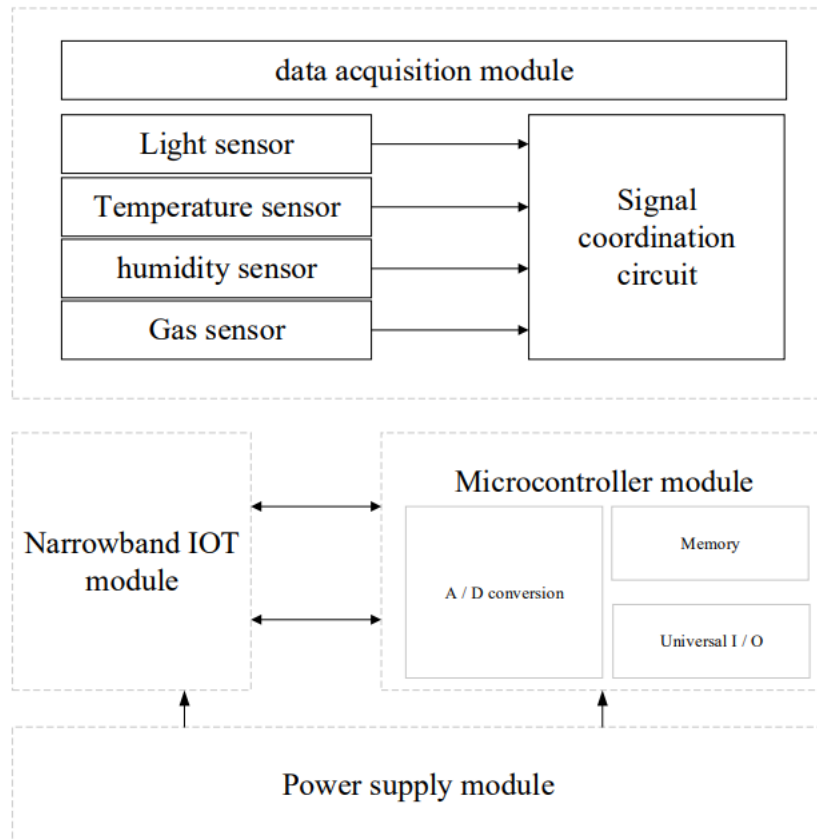 data acquisition module
Light sensor
Temperature sensor
humidity sensor
Gas sensor
Signal
coordination
circuit
Narrowband IOT
module
Microcontroller module
A / D conversion
Memory
Universal I / O
Power supply module